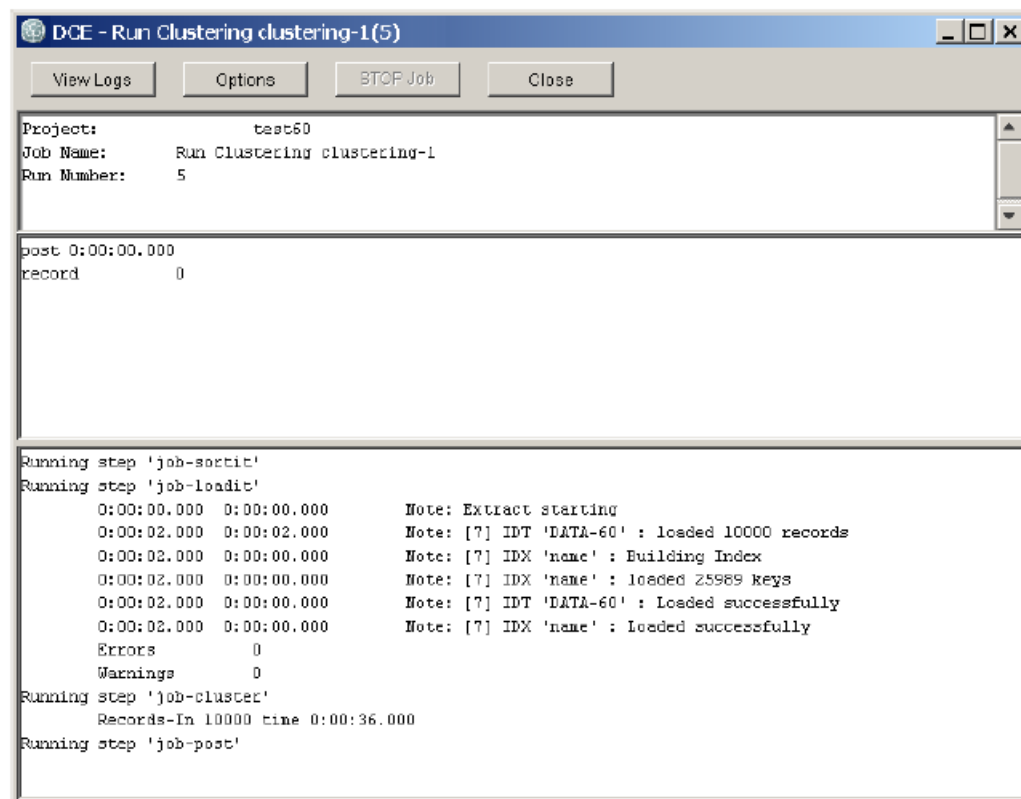 DCE - Run Clustering clustering-1(5)
View Logs Options STOP Job Close
Project: test60
Job Name: Run Clustering clustering-1
Run Number: 5
post 0:00:00.000
record 0
Running step 'job-sortit'
Running step 'job-loadit'
0:00:00.000 0:00:00.000 Note: Extract starting
0:00:02.000 0:00:02.000 Note: [7] IDT 'DATA-60' : loaded 10000 records
0:00:02.000 0:00:00.000 Note: [7] IDX 'name' : Building Index
0:00:02.000 0:00:00.000 Note: [7] IDX 'name' : loaded 25989 keys
0:00:02.000 0:00:00.000 Note: [7] IDT 'DATA-60' : Loaded successfully
0:00:02.000 0:00:00.000 Note: [7] IDX 'name' : Loaded successfully
Errors 0
Warnings 0
Running step 'job-cluster'
Records-In 10000 time 0:00:36.000
Running step 'job-post'